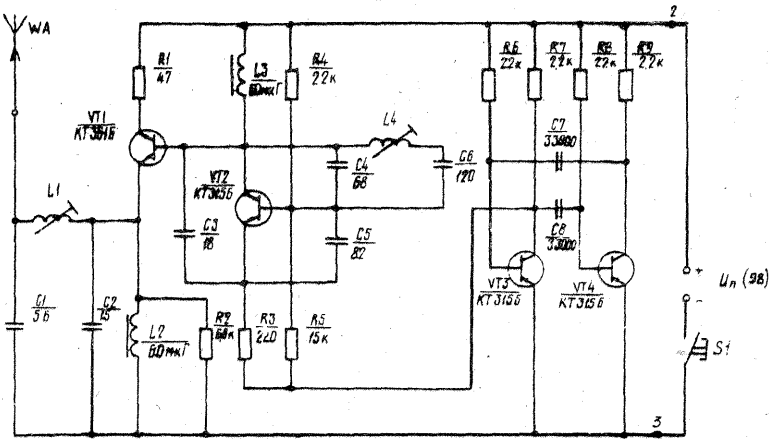 WA
2
R1
47
L3
60мкГ
R4
22к
R6
22к
R7
2,2к
R8
22к
R9
2,2к
VT1
L4
C7
33000
VT2
КТ315б
C4
68
C6
120
L1
C3
18
C5
82
C8
33000
VT3
КТ315б
VT4
КТ315б
+
Uп (9В)
-
C1
56
C2
15
L2
60мкГ
R2
R3
220
R5
15к
S1
3